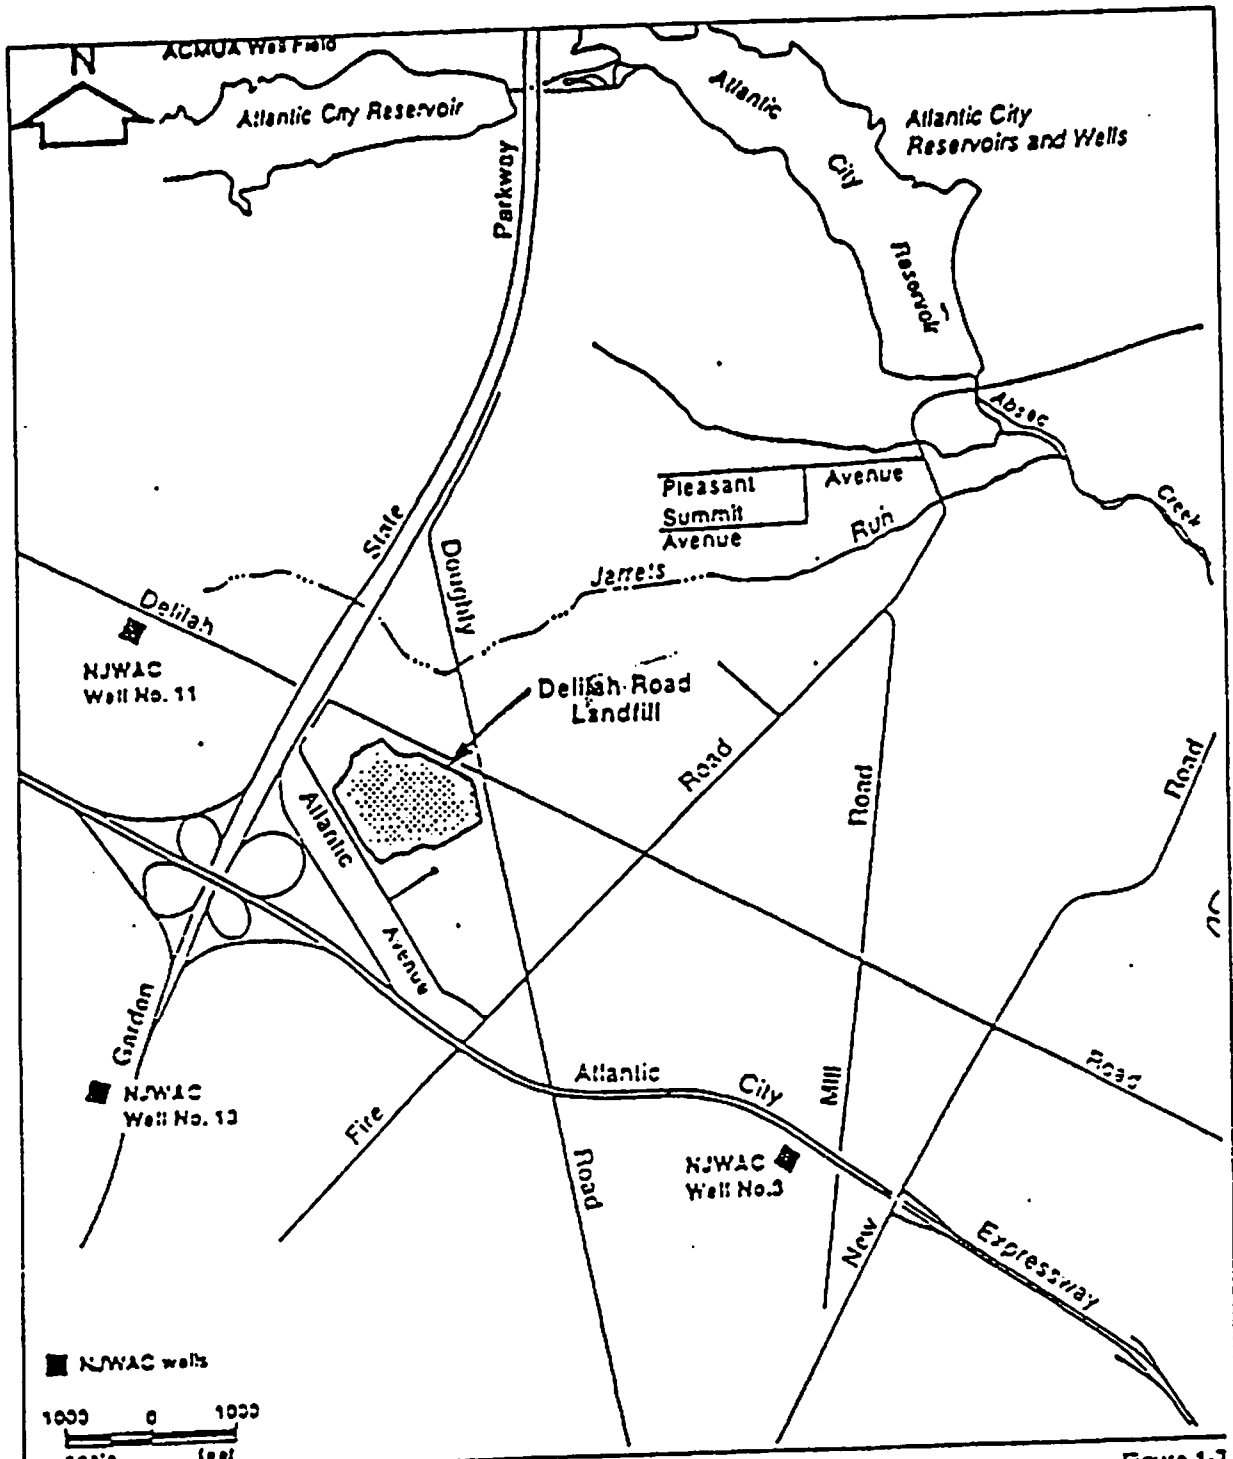 N
ACMUA Well Field
Atlantic City Reservoir
Atlantic
City
Reservoir
Atlantic City
Reservoirs and Wells
Parkway
State
Garden
Absec
Creek
Pleasant
Avenue
Summit
Avenue
Jarrets
Run
Doughty
Road
Delilah
Road
NJWAC
Well No. 11
Delilah Road
Landfill
Atlantic
Avenue
Fire
Road
Mill
Road
New
Road
Atlantic
City
Expressway
NJWAC
Well No. 13
NJWAC
Well No.3
NJWAC wells
1000 0 1000
scale feet